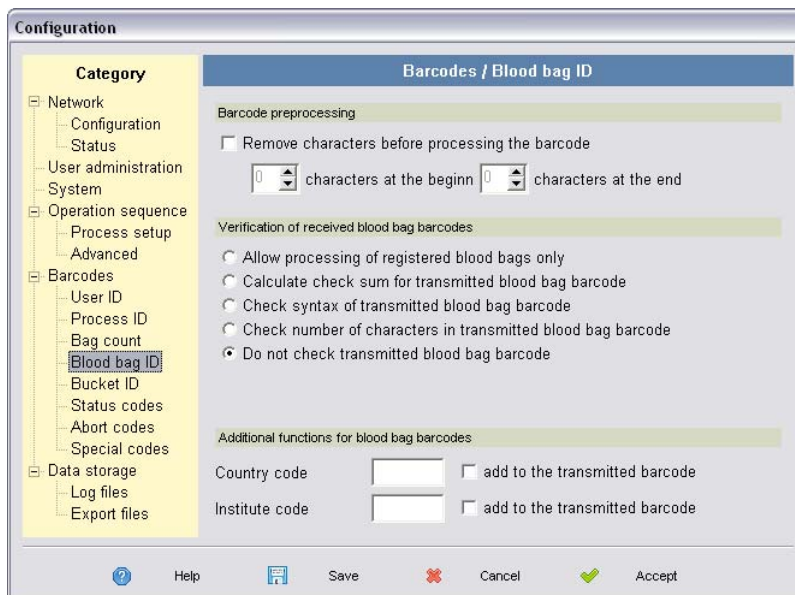 Configuration
Category
Network
Configuration
Status
User administration
System
Operation sequence
Process setup
Advanced
Barcodes
User ID
Process ID
Bag count
Blood bag ID
Bucket ID
Status codes
Abort codes
Special codes
Data storage
Log files
Export files
Barcodes / Blood bag ID
Barcode preprocessing
Remove characters before processing the barcode
0 characters at the beginn 0 characters at the end
Verification of received blood bag barcodes
Allow processing of registered blood bags only
Calculate check sum for transmitted blood bag barcode
Check syntax of transmitted blood bag barcode
Check number of characters in transmitted blood bag barcode
Do not check transmitted blood bag barcode
Additional functions for blood bag barcodes
Country code add to the transmitted barcode
Institute code add to the transmitted barcode
Help Save Cancel Accept